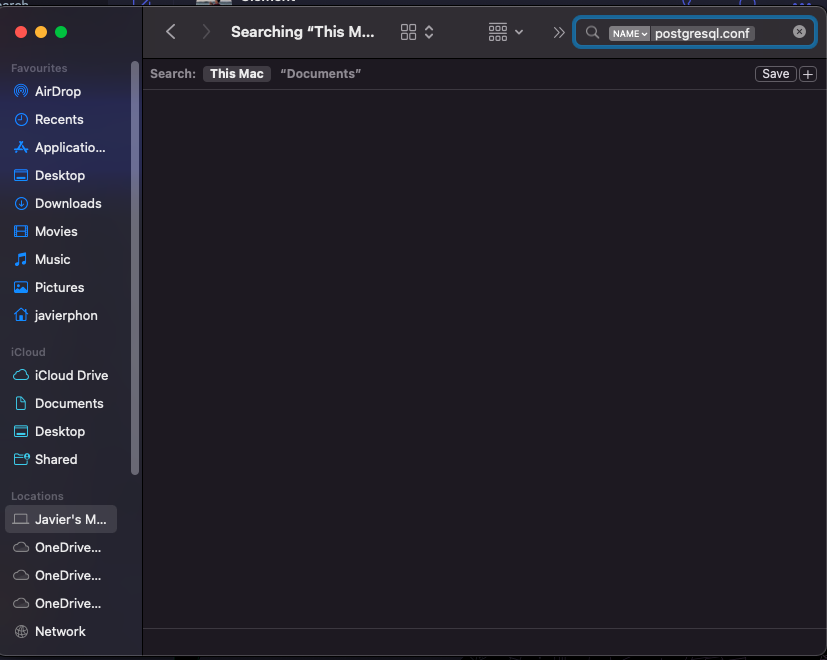 Searching “This M...
NAME postgresql.conf
Search: This Mac “Documents” Save
Favourites
AirDrop
Recents
Applicatio...
Desktop
Downloads
Movies
Music
Pictures
javierphon
iCloud
iCloud Drive
Documents
Desktop
Shared
Locations
Javier's M...
OneDrive...
OneDrive...
OneDrive...
Network